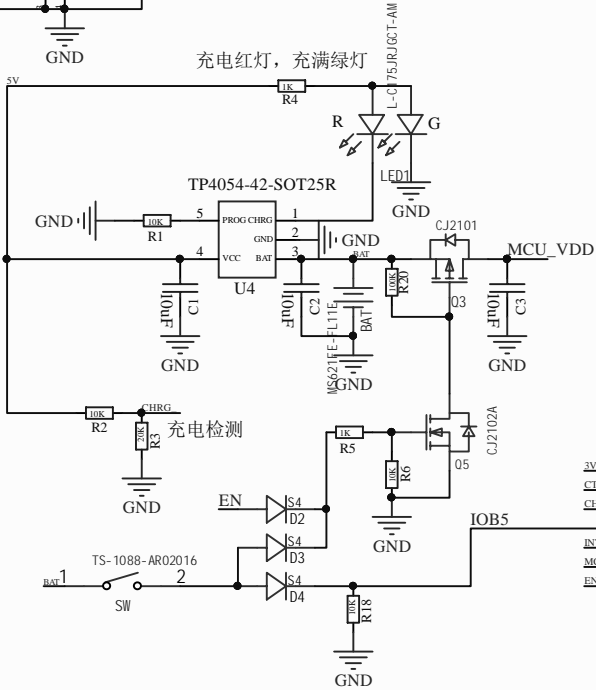 GND
充电红灯，充满绿灯
L-C175JRJGCT-AM
5V
1K
R4
R
G
LED1
GND
TP4054-42-SOT25R
GND
10K
R1
5
PROG
CHRG
1
GND
2
GND
4
VCC
BAT
3
BAT
U4
CJ2101
MCU_VDD
Q3
100K
R20
10uF
C1
GND
10uF
C2
MS621FE-FL11E
BAT
GND
10uF
C3
GND
10K
R2
CHRG
20K
R3
充电检测
GND
1K
R5
10K
R6
CJ2102A
Q5
GND
EN
S4
D2
S4
D3
S4
D4
TS-1088-AR02016
BAT
1
2
SW
IOB5
10K
R18
GND
3V
CT
CH
MO
EN